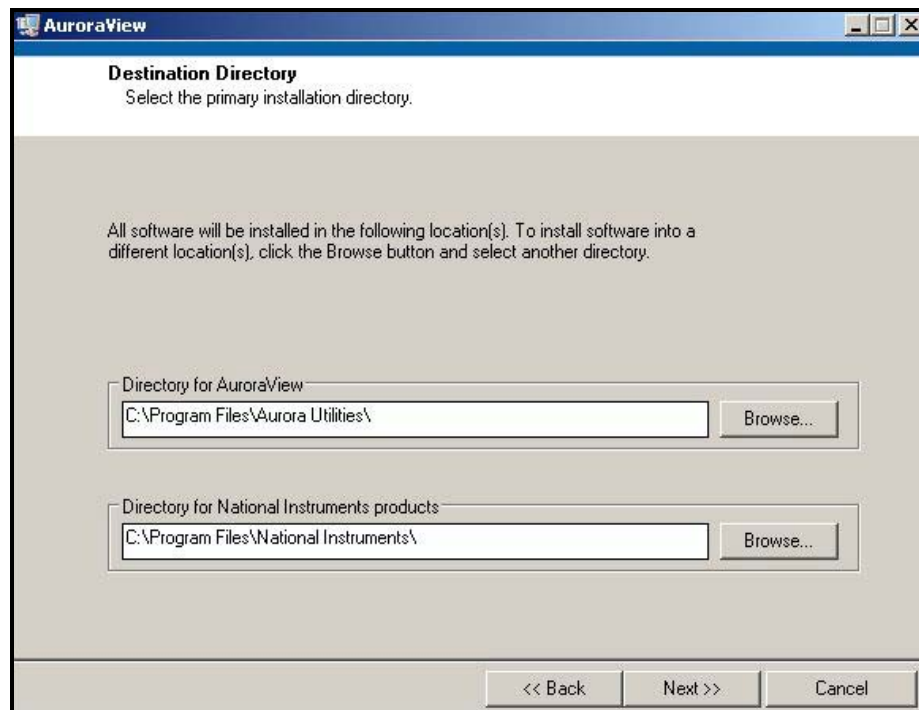 AuroraView
Destination Directory
Select the primary installation directory.
All software will be installed in the following location(s). To install software into a
different location(s), click the Browse button and select another directory.
Directory for AuroraView
C:\Program Files\Aurora Utilities\
Browse...
Directory for National Instruments products
C:\Program Files\National Instruments\
Browse...
<< Back
Next >>
Cancel